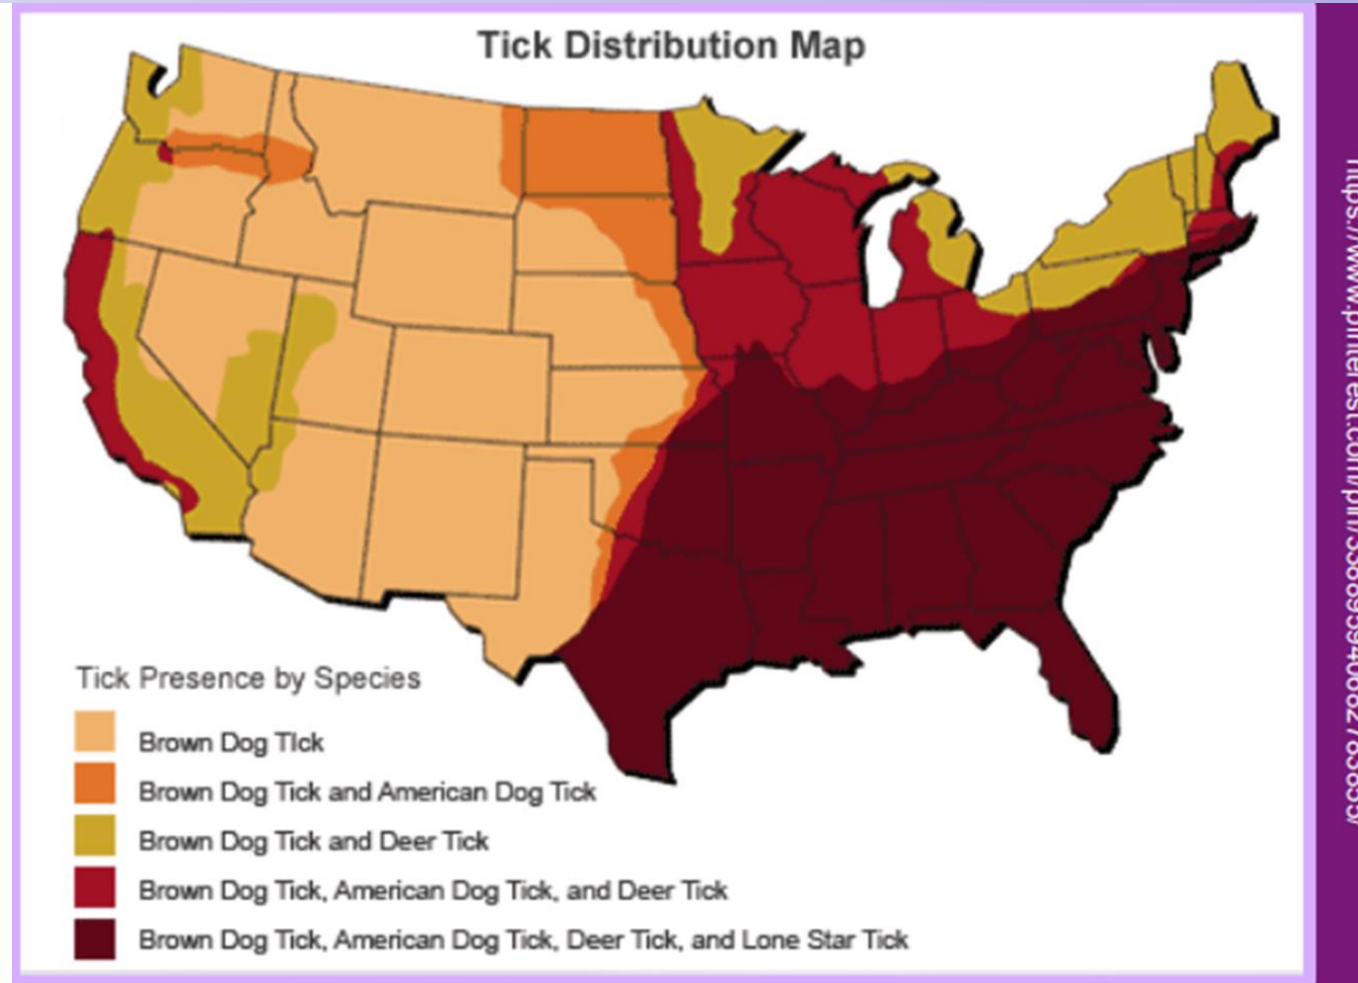 Tick Distribution Map
Tick Presence by Species
Brown Dog TIck
Brown Dog Tick and American Dog Tick
Brown Dog Tick and Deer Tick
Brown Dog Tick, American Dog Tick, and Deer Tick
Brown Dog Tick, American Dog Tick, Deer Tick, and Lone Star Tick